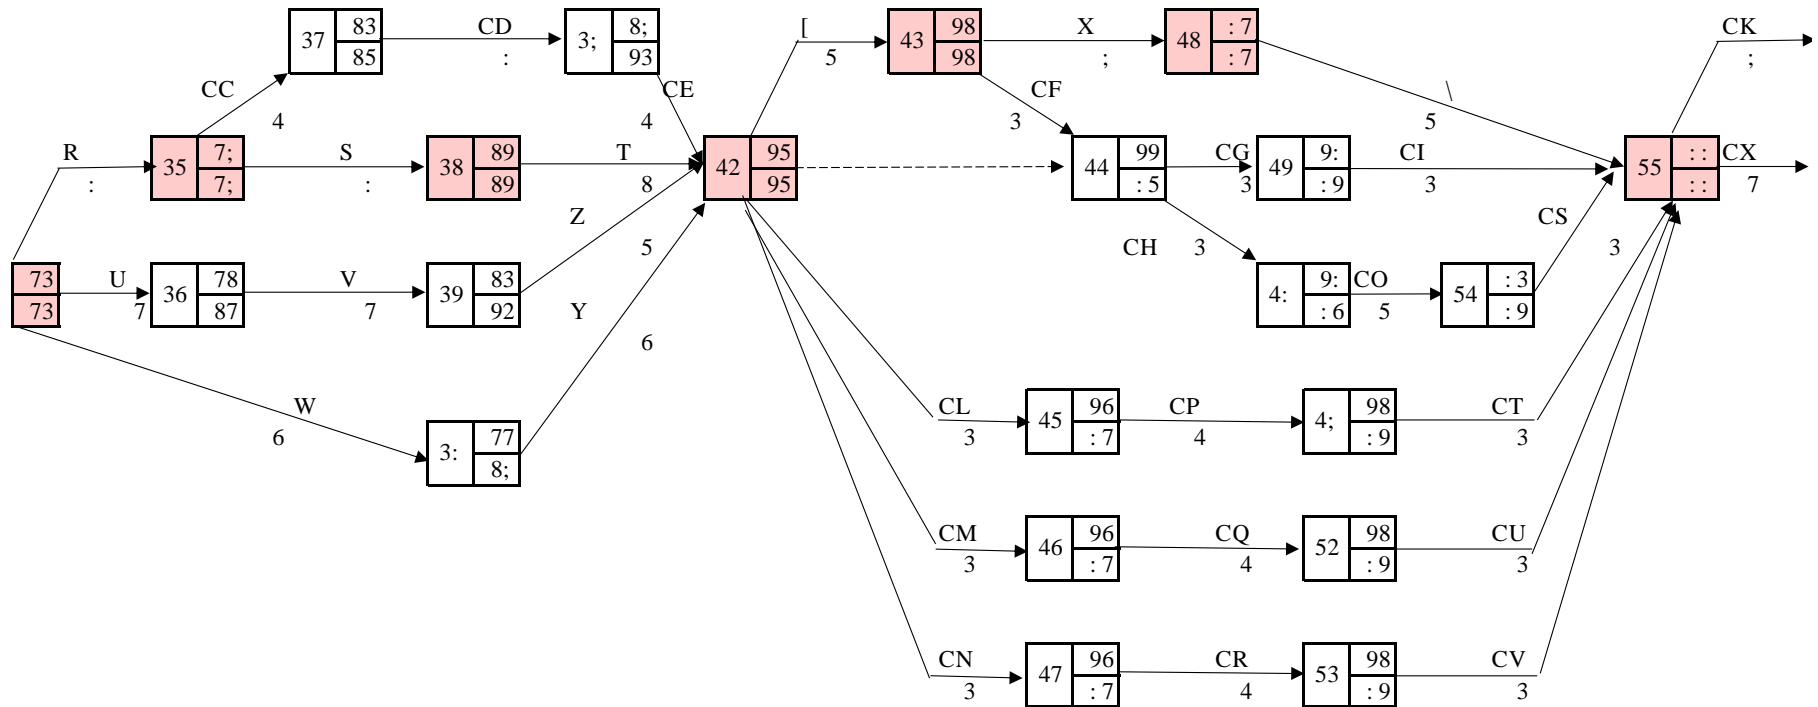 37 83 CD 3; 8; [ 43 98 X 48 : 7 CK
85 : 93 5 98 ; : 7 ;
CC CE CF \
4 4 3 5
R 35 7; S 38 89 T 42 95 44 99 CG 49 9: CI 55 : : CX
: 7; : 89 8 95 : 5 3 : 9 3 : : 7
Z CS
5 CH 3 3
73 U 36 78 V 39 83 4: 9: CO 54 : 3
73 7 87 7 92 Y : 6 5 : 9
6
W CL 45 96 CP 4; 98 CT
6 3 : 7 4 : 9 3
3: 77
8;
CM 46 96 CQ 52 98 CU
3 : 7 4 : 9 3
CN 47 96 CR 53 98 CV
3 : 7 4 : 9 3